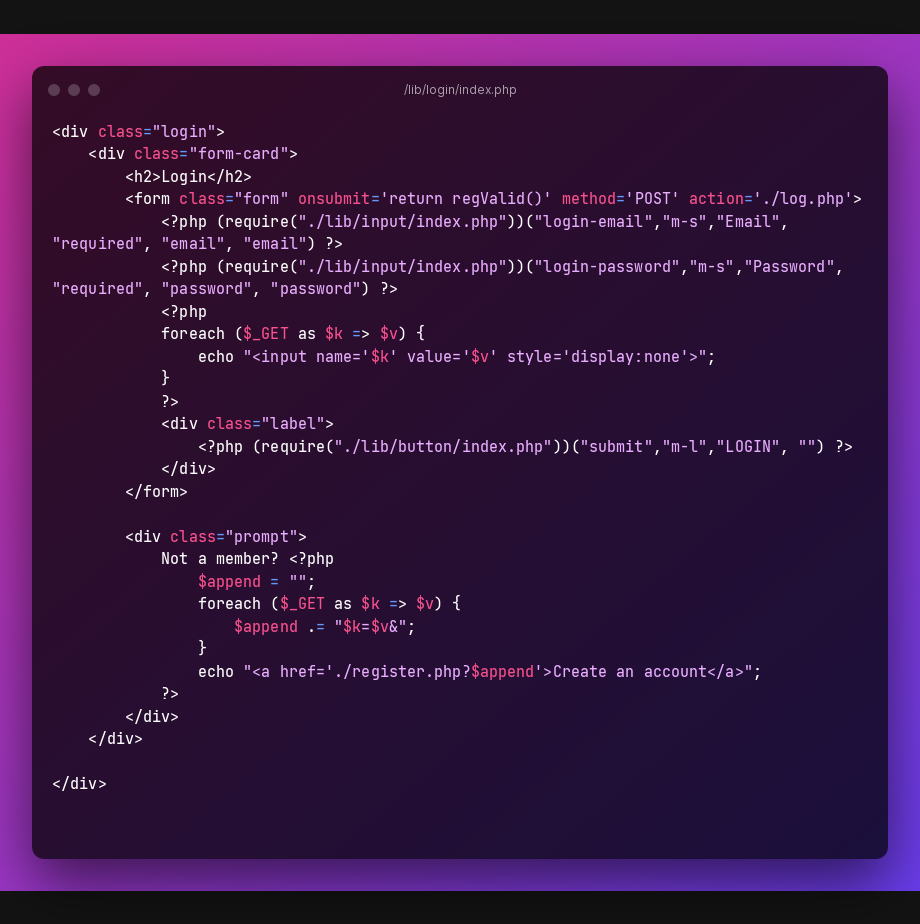 /lib/login/index.php
<div class="login">
    <div class="form-card">
        <h2>Login</h2>
        <form class="form" onsubmit='return regValid()' method='POST' action='./log.php'>
            <?php (require("./lib/input/index.php"))("login-email","m-s","Email",
"required", "email", "email") ?>
            <?php (require("./lib/input/index.php"))("login-password","m-s","Password",
"required", "password", "password") ?>
            <?php
            foreach ($_GET as $k => $v) {
                echo "<input name='$k' value='$v' style='display:none'>";
            }
            ?>
            <div class="label">
                <?php (require("./lib/button/index.php"))("submit","m-l","LOGIN", "") ?>
            </div>
        </form>

        <div class="prompt">
            Not a member? <?php
                $append = "";
                foreach ($_GET as $k => $v) {
                    $append .= "$k=$v&";
                }
                echo "<a href='./register.php?$append'>Create an account</a>";
            ?>
        </div>
    </div>

</div>